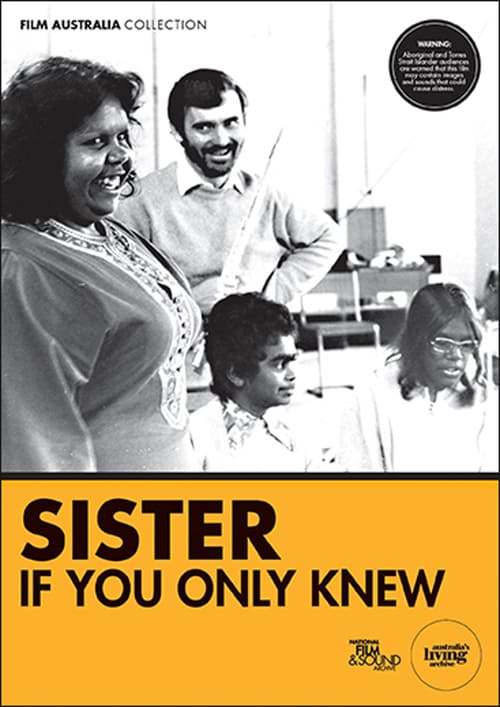 FILM AUSTRALIA COLLECTION
WARNING:
Aboriginal and Torres
Strait Islander audiences
are warned that this film
may contain images
and sounds that could
cause distress.
SISTER
IF YOU ONLY KNEW
NATIONAL
FILM
&SOUND
ARCHIVE
australia's
living
archive